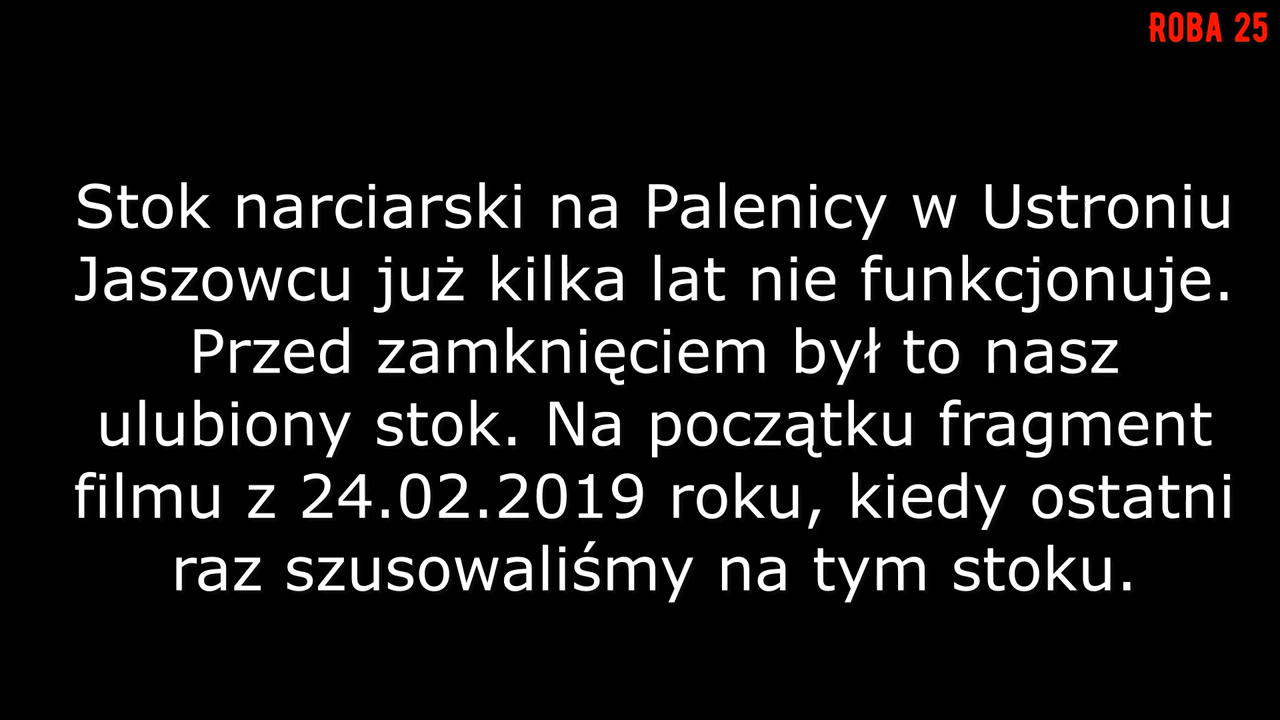 ROBA 25
Stok narciarski na Palenicy w Ustroniu
Jaszowcu już kilka lat nie funkcjonuje.
Przed zamknięciem był to nasz
ulubiony stok. Na początku fragment
filmu z 24.02.2019 roku, kiedy ostatni
raz szusowaliśmy na tym stoku.